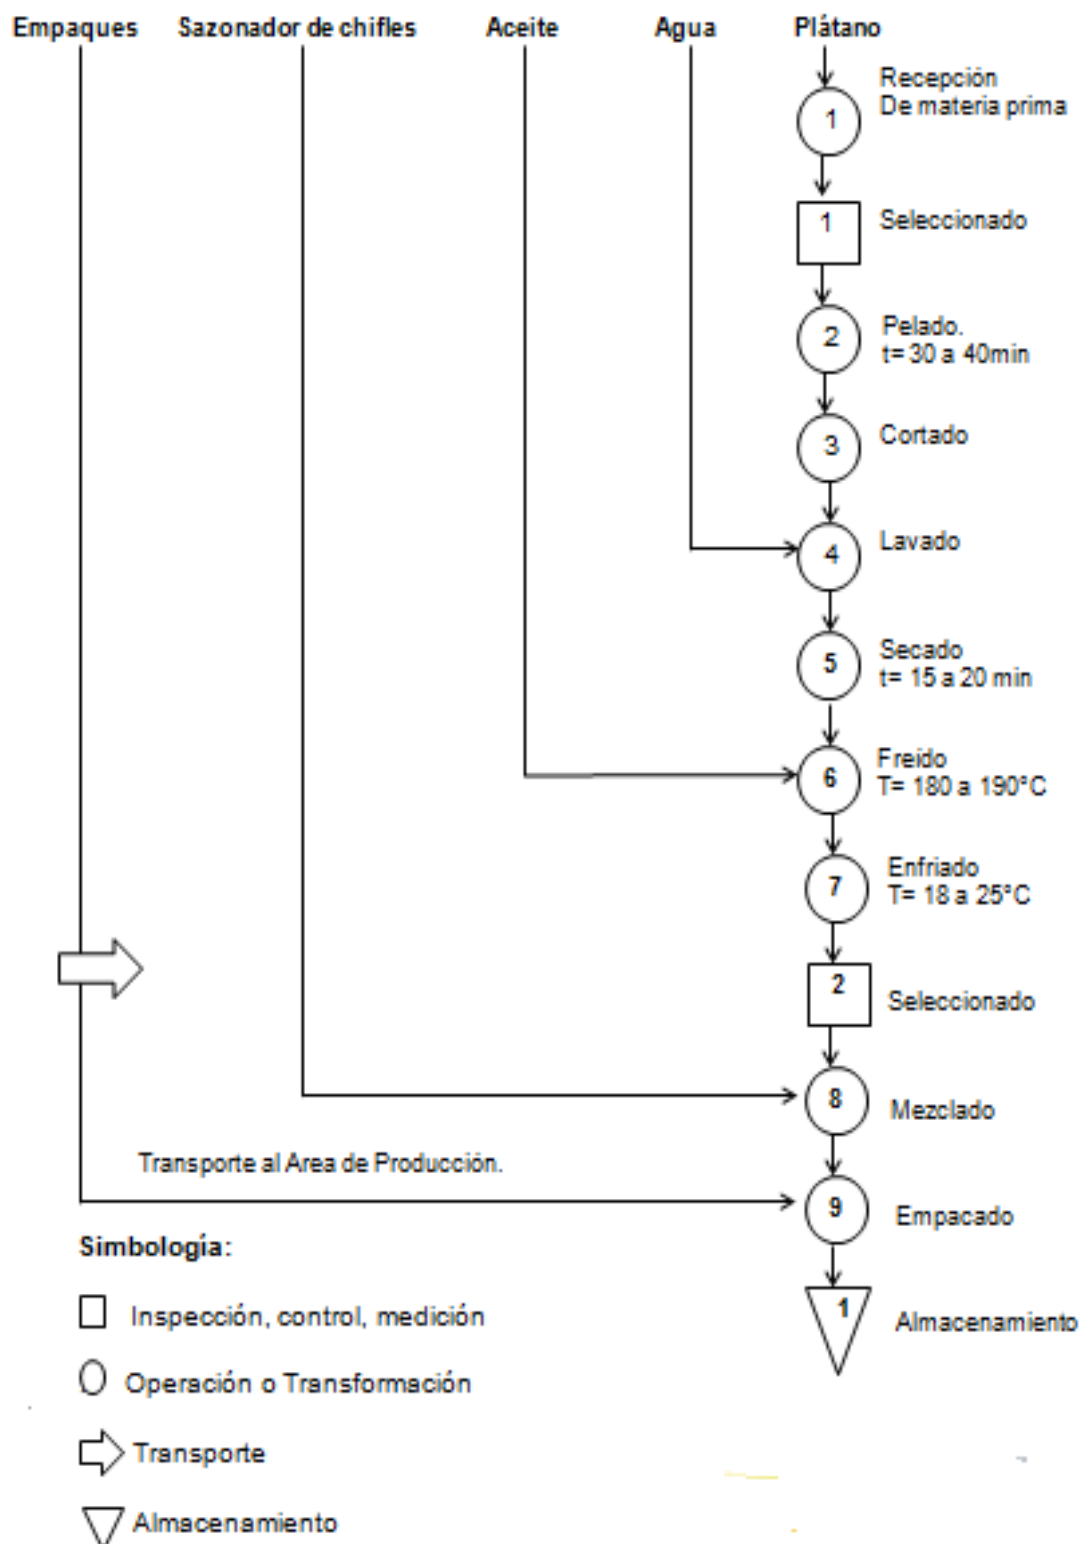 Empaques Sazonador de chifles Aceite Agua Plátano
Recepción
De materia prima
1
1
Seleccionado
2
Pelado.
t= 30 a 40min
3
Cortado
4
Lavado
5
Secado
t= 15 a 20 min
6
Freido
T= 180 a 190°C
7
Enfriado
T= 18 a 25°C
2
Seleccionado
8
Mezclado
Transporte al Area de Producción.
9
Empacado
Simbología:
1
Almacenamiento
Inspección, control, medición
Operación o Transformación
Transporte
Almacenamiento